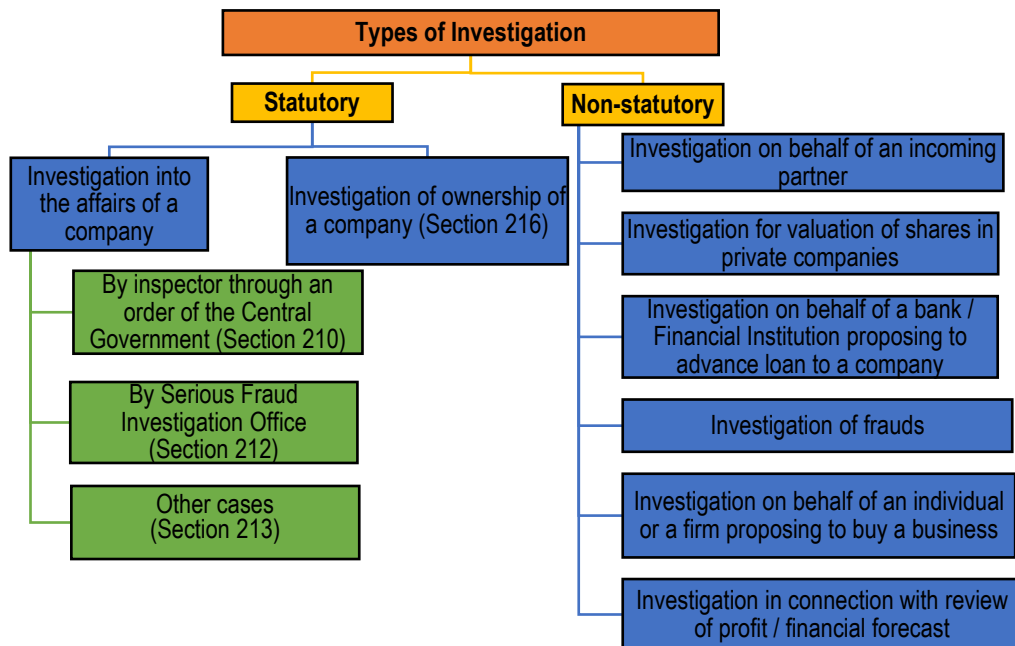 Types of Investigation
Statutory
Non-statutory
Investigation into
the affairs of a
company
Investigation of ownership of
a company (Section 216)
By inspector through an
order of the Central
Government (Section 210)
By Serious Fraud
Investigation Office
(Section 212)
Other cases
(Section 213)
Investigation on behalf of an incoming
partner
Investigation for valuation of shares in
private companies
Investigation on behalf of a bank /
Financial Institution proposing to
advance loan to a company
Investigation of frauds
Investigation on behalf of an individual
or a firm proposing to buy a business
Investigation in connection with review
of profit / financial forecast